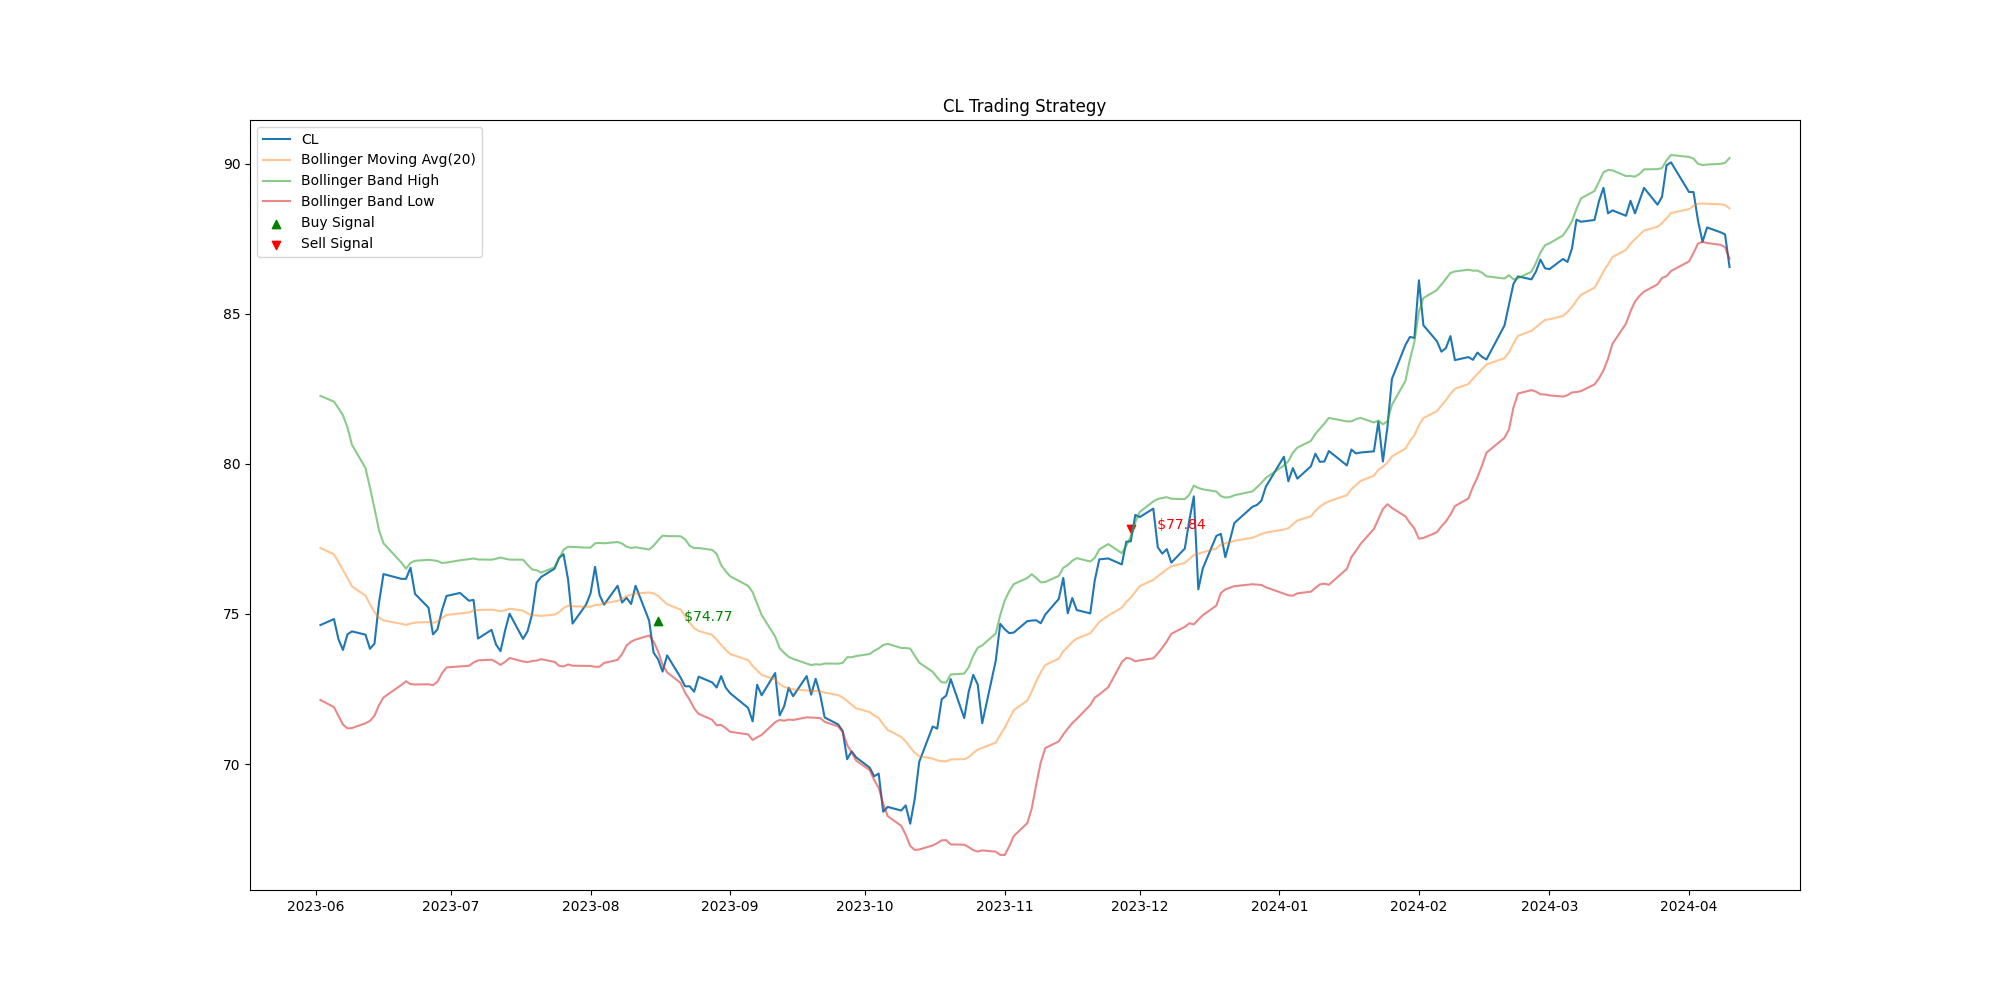 CL Trading Strategy
CL
Bollinger Moving Avg(20)
Bollinger Band High
Bollinger Band Low
Buy Signal
Sell Signal
90
85
80
75
70
$77.84
$74.77
2023-06 2023-07 2023-08 2023-09 2023-10 2023-11 2023-12 2024-01 2024-02 2024-03 2024-04